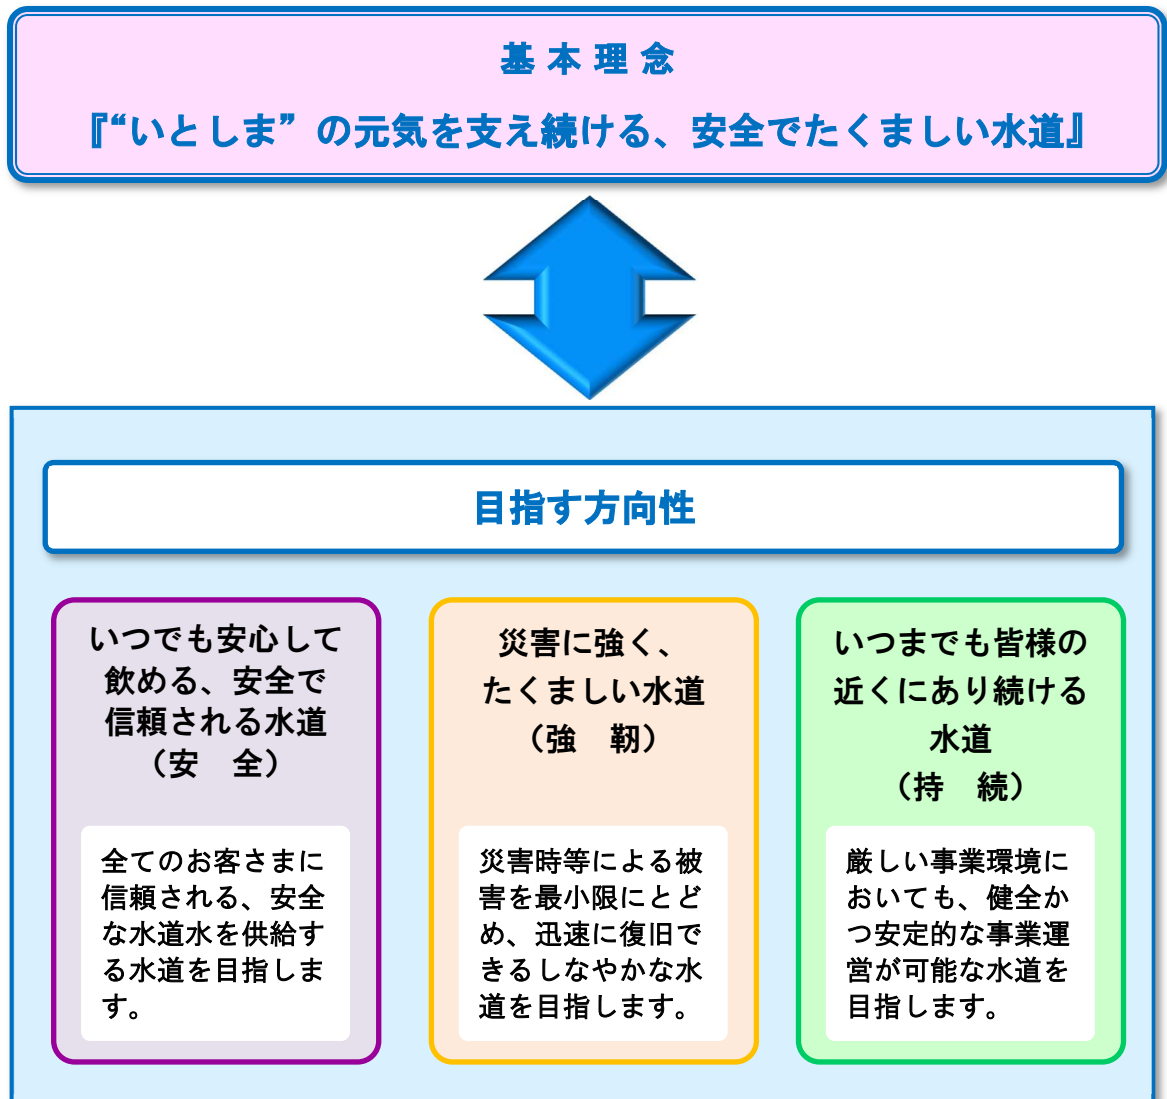 基 本 理 念
『“いとしま”の元気を支え続ける、安全でたくましい水道』
目指す方向性
いつでも安心して
飲める、安全で
信頼される水道
（安　全）
全てのお客さまに
信頼される、安全
な水道水を供給す
る水道を目指しま
す。
災害に強く、
たくましい水道
（強　靭）
災害時等による被
害を最小限にとど
め、迅速に復旧で
きるしなやかな水
道を目指します。
いつまでも皆様の
近くにあり続ける
水道
（持　続）
厳しい事業環境に
おいても、健全か
つ安定的な事業運
営が可能な水道を
目指します。